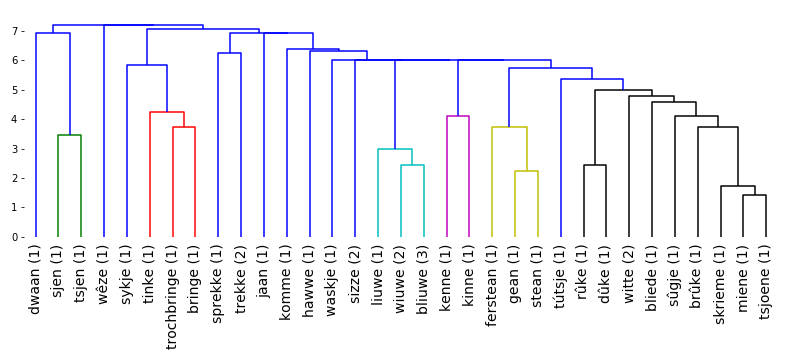 7
6
5
4
3
2
1
0
dwaan (1)
sjen (1)
tsjen (1)
wêze (1)
sykje (1)
tinke (1)
trochbringe (1)
bringe (1)
sprekke (1)
trekke (2)
jaan (1)
komme (1)
hawwe (1)
waskje (1)
sizze (2)
liuwe (1)
wiuwe (2)
bliuwe (3)
kenne (1)
kinne (1)
ferstean (1)
gean (1)
stean (1)
tútsje (1)
rûke (1)
dûke (1)
witte (2)
bliede (1)
sûgje (1)
brûke (1)
skrieme (1)
miene (1)
tsjoene (1)